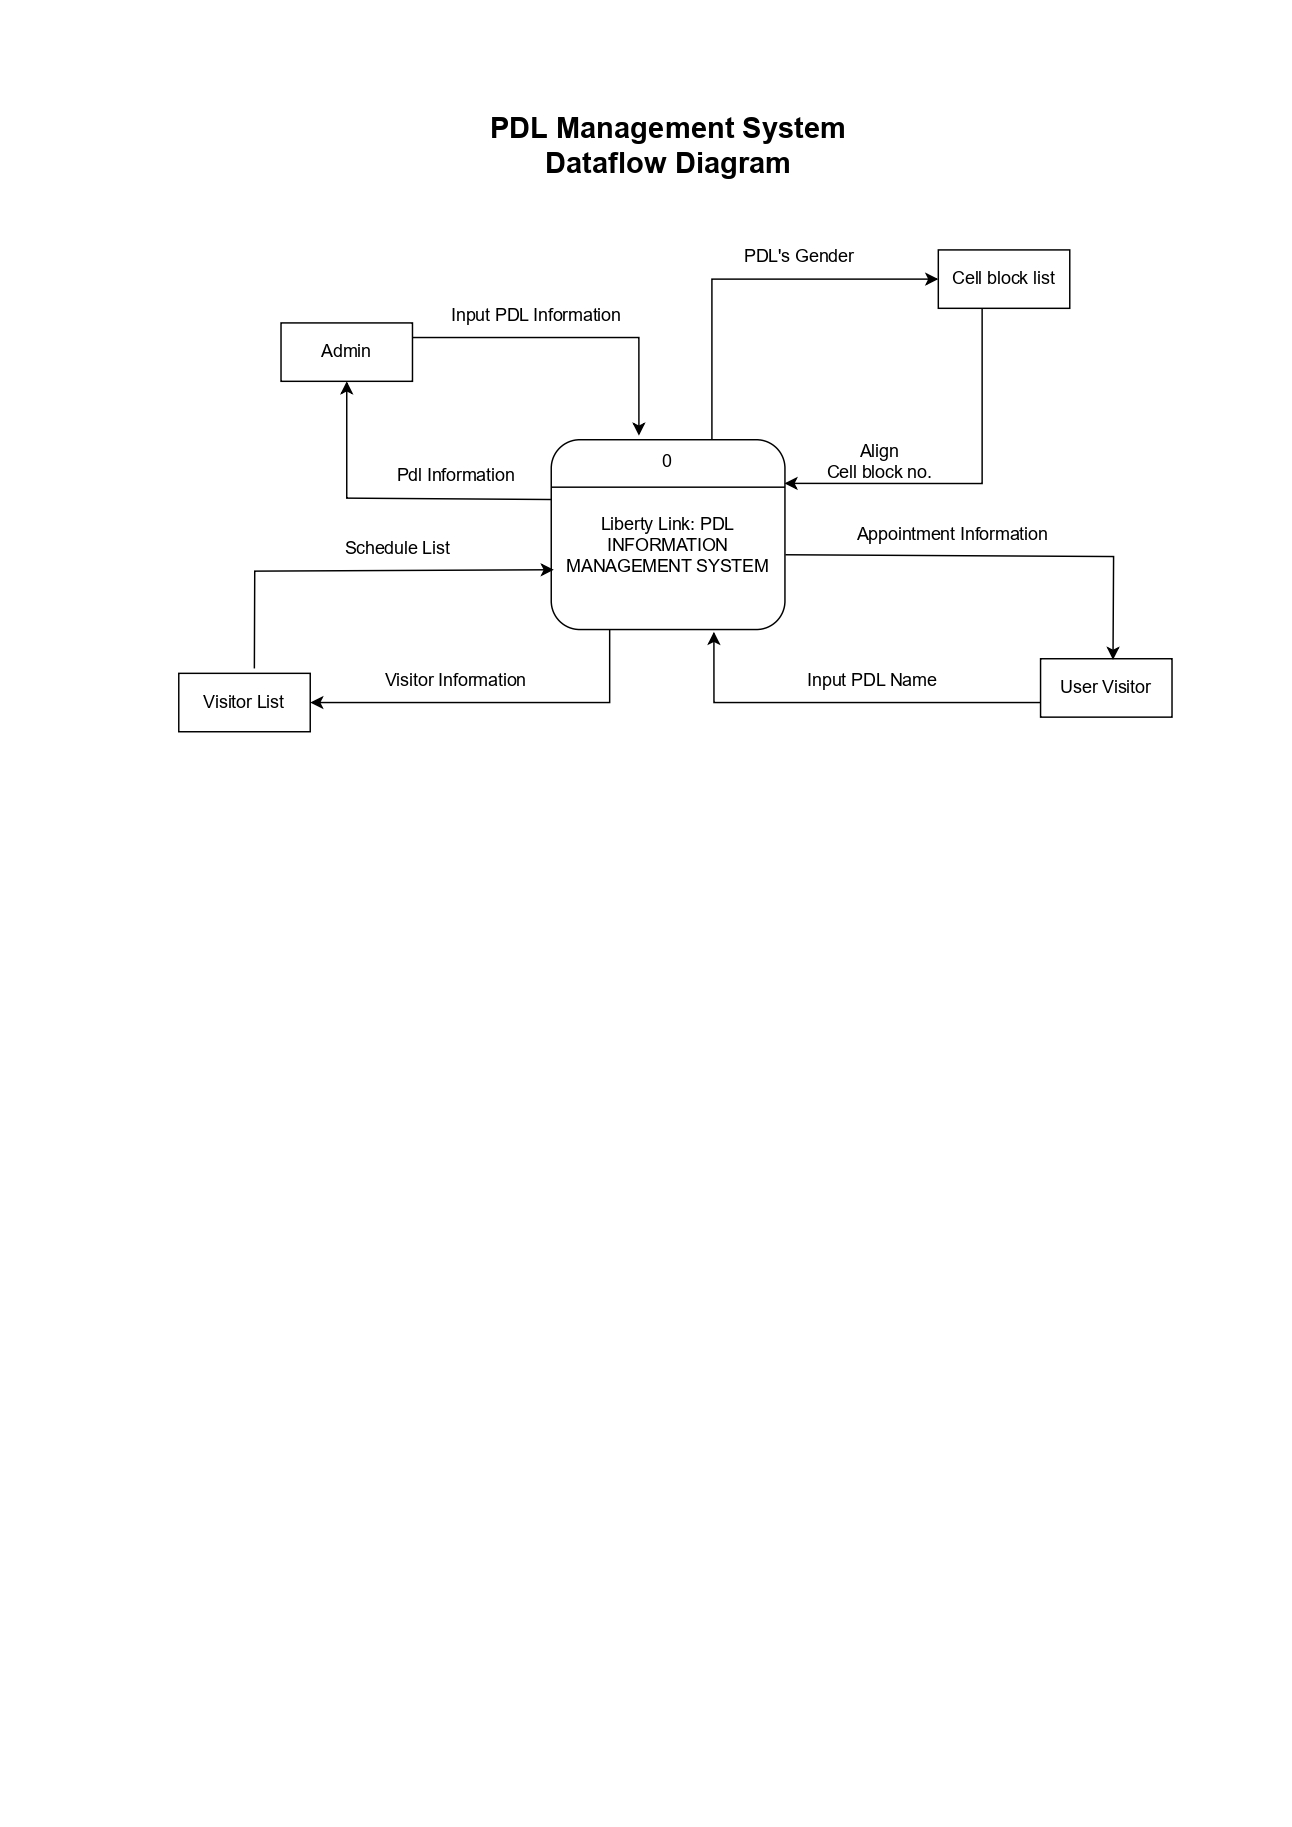 PDL Management System
Dataflow Diagram
PDL's Gender
Cell block list
Input PDL Information
Admin
Align
Cell block no.
0
Pdl Information
Liberty Link: PDL
INFORMATION
MANAGEMENT SYSTEM
Appointment Information
Schedule List
Visitor Information
Input PDL Name
User Visitor
Visitor List